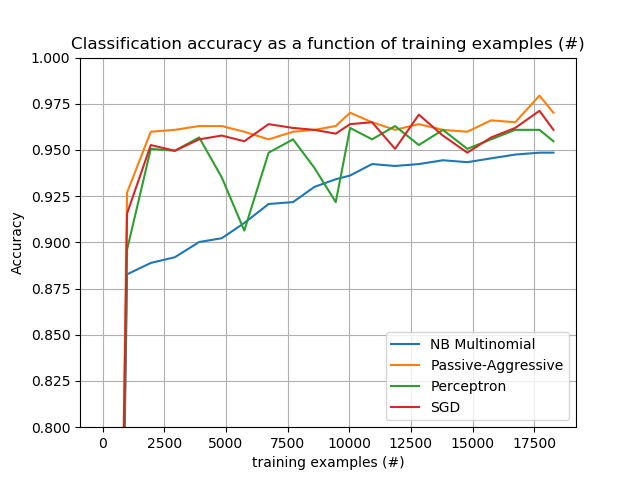 Classification accuracy as a function of training examples (#)
1.000
0.975
0.950
0.925
0.900
0.875
0.850
0.825
0.800
Accuracy
NB Multinomial
Passive-Aggressive
Perceptron
SGD
0 2500 5000 7500 10000 12500 15000 17500
training examples (#)